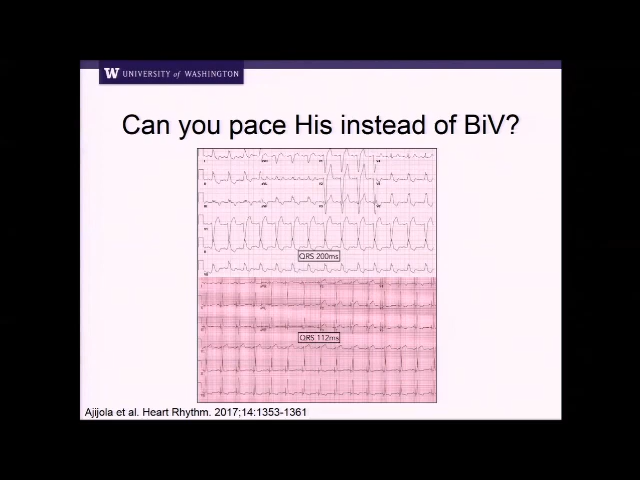 W UNIVERSITY of WASHINGTON
Can you pace His instead of BiV?
QRS 200ms
QRS 112ms
Ajijola et al. Heart Rhythm. 2017;14:1353-1361